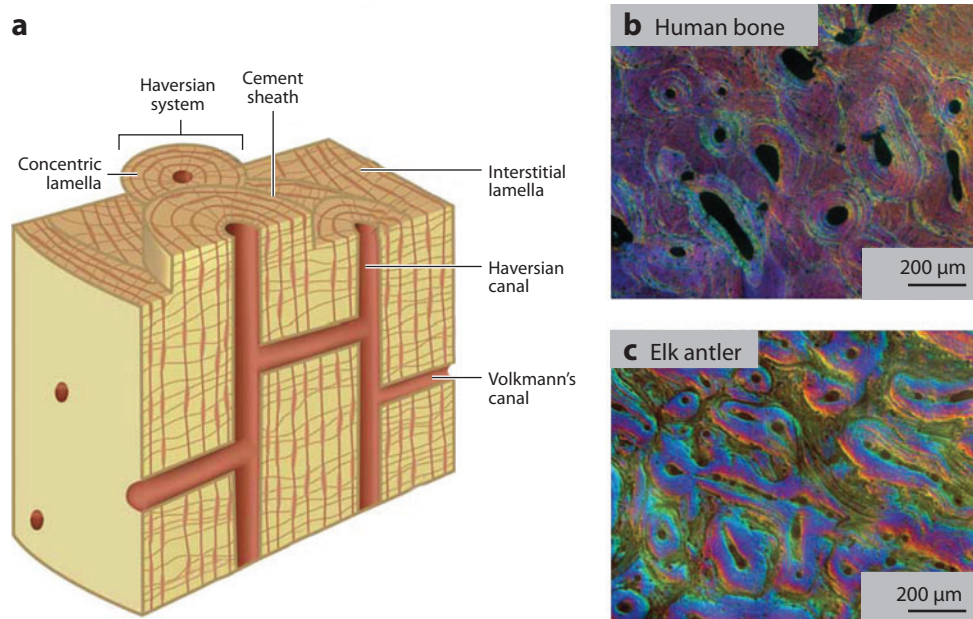 a
Haversian
system
Cement
sheath
Concentric
lamella
Interstitial
lamella
Haversian
canal
Volkmann’s
canal
b Human bone
200 μm
c Elk antler
200 μm